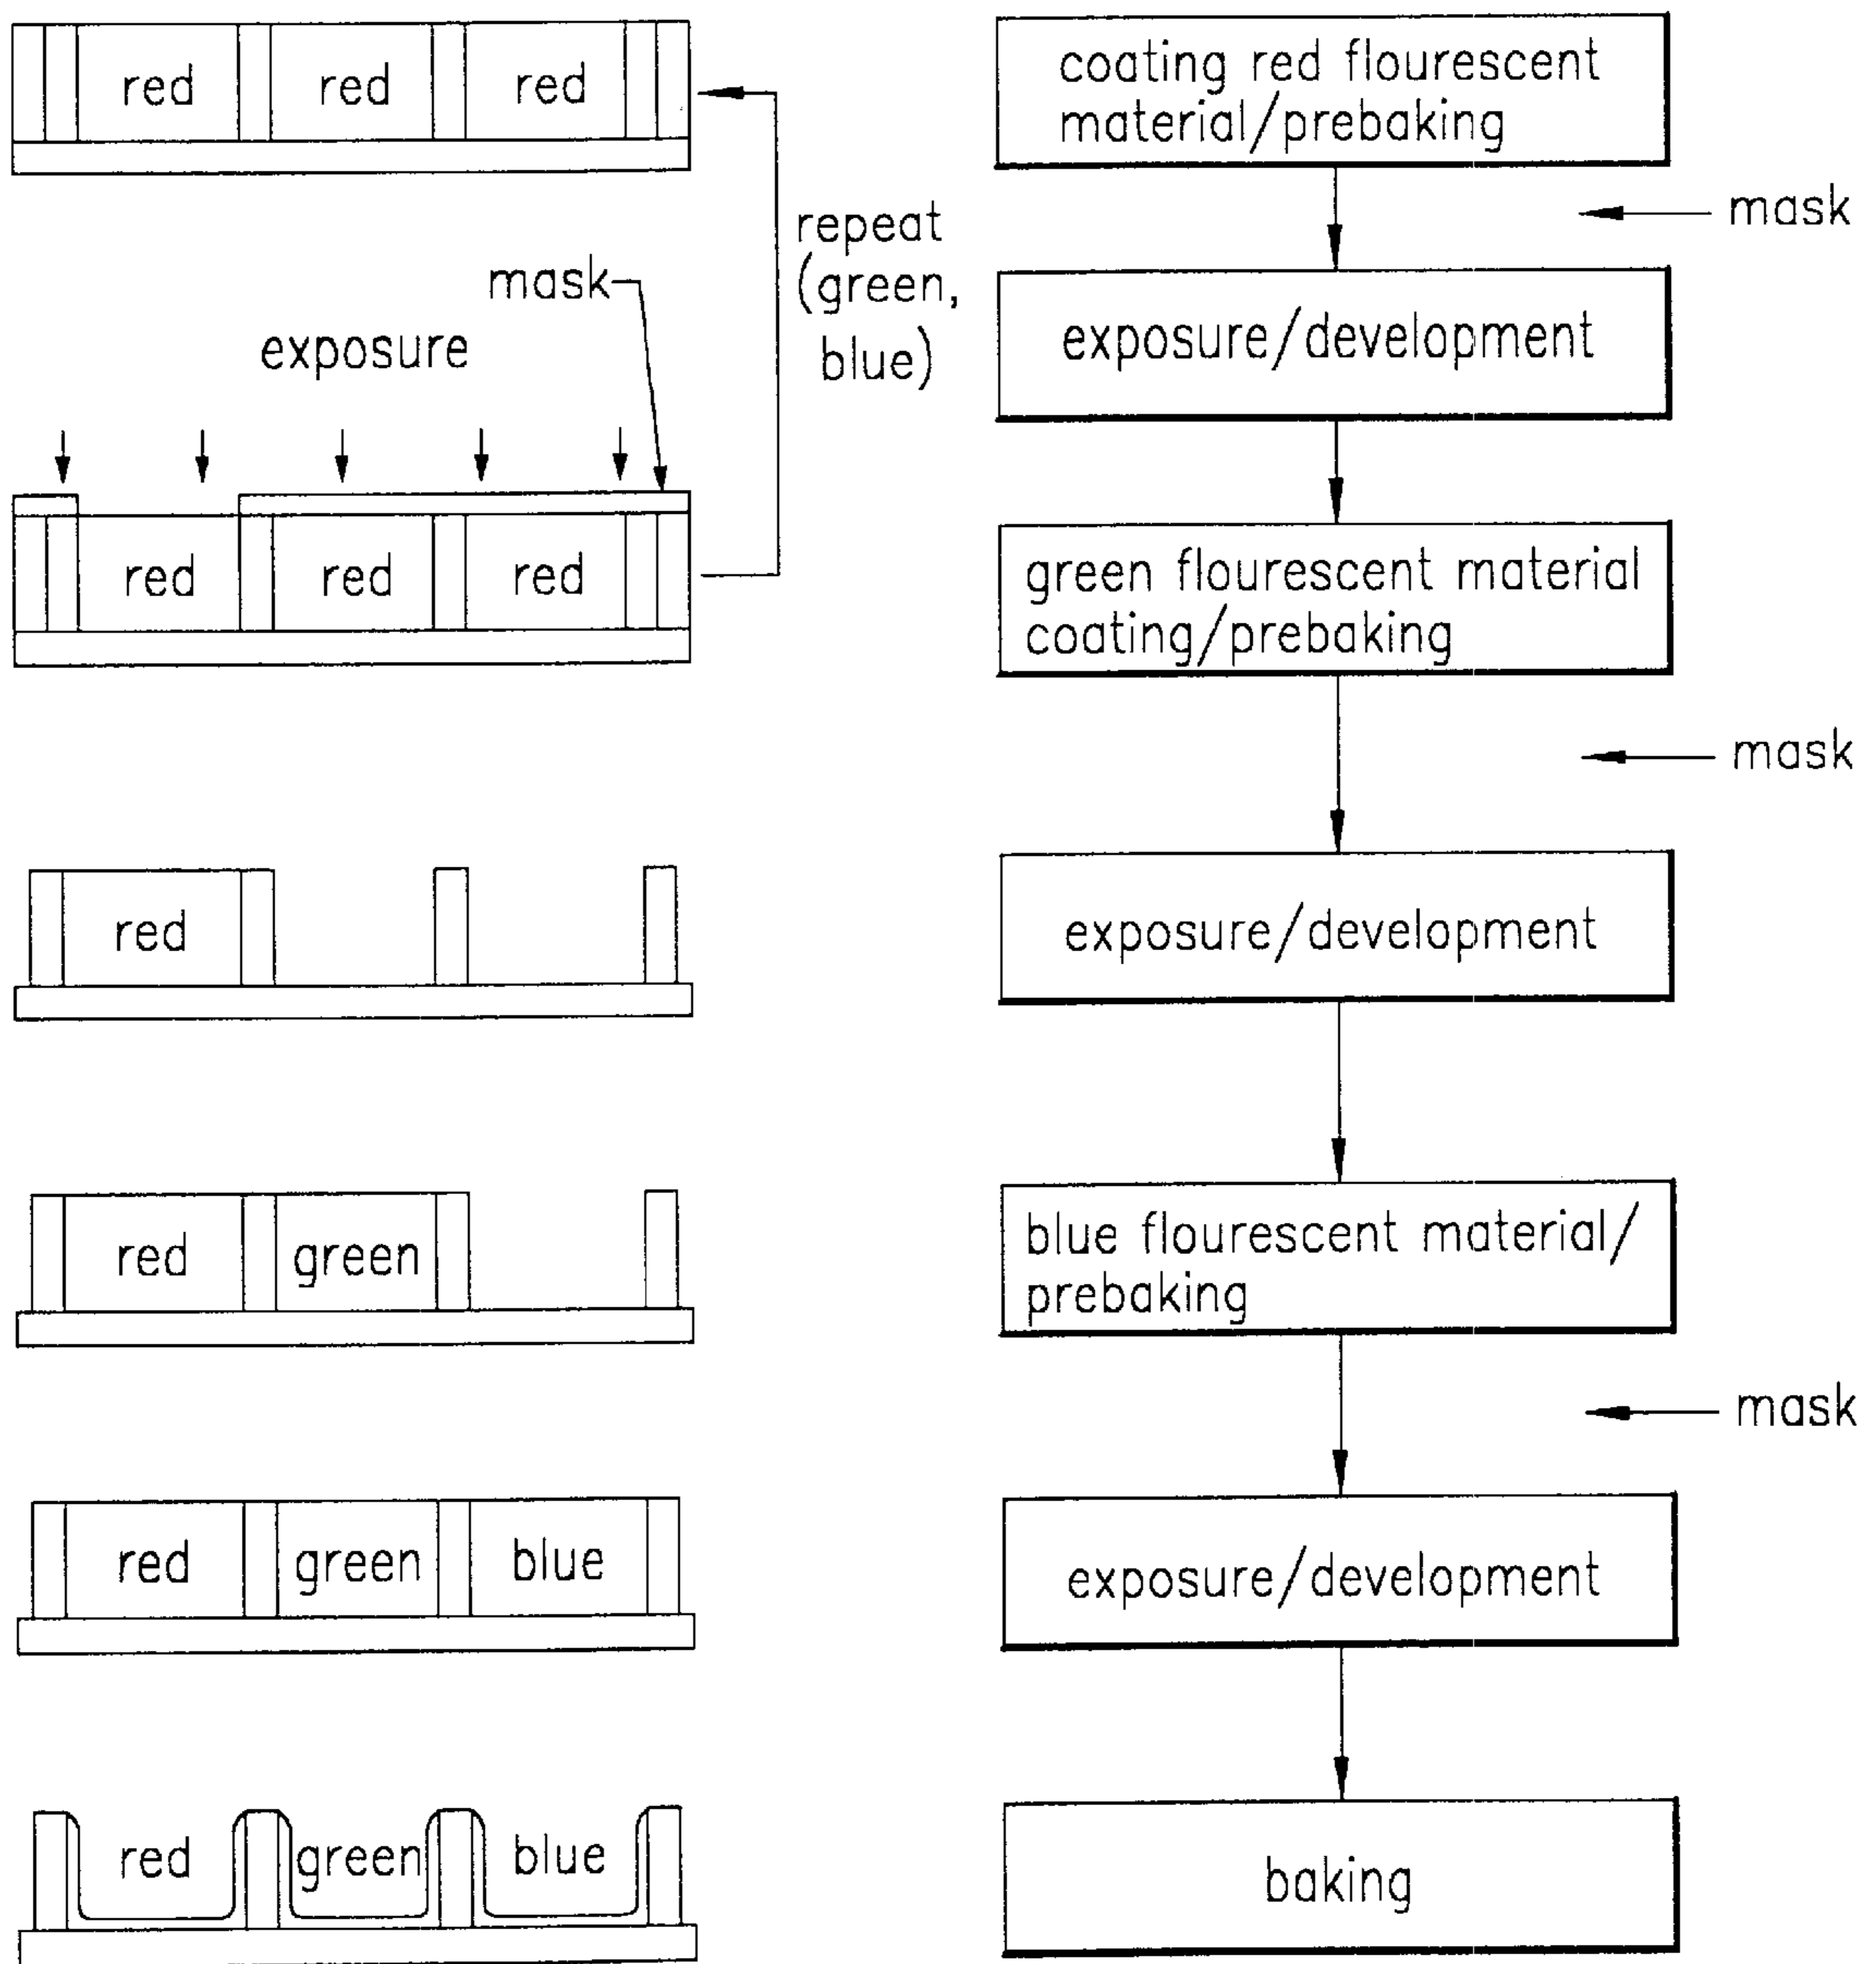 red red red
repeat
(green,
blue)
mask
exposure
red red red
red
red green
red green blue
red green blue
coating red flourescent
material/prebaking
mask
exposure/development
green flourescent material
coating/prebaking
mask
exposure/development
blue flourescent material/
prebaking
mask
exposure/development
baking